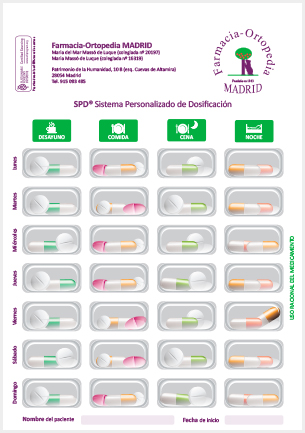 Farmacia-Ortopedia MADRID
María del Mar Massó de Luque (colegiada nº 20197)
María Massó de Luque (colegiada nº 16319)
Patrimonio de la Humanidad, 10 B (esq. Cuevas de Altamira)
28054 Madrid
Tel. 915 081 485
Farmacia-Ortopedia
MADRID
SPD® Sistema Personalizado de Dosificación
DESAYUNO
COMIDA
CENA
NOCHE
Lunes
Martes
Miércoles
Jueves
Viernes
Sábado
Domingo
USO RACIONAL DEL MEDICAMENTO
Nombre del paciente
Fecha de inicio